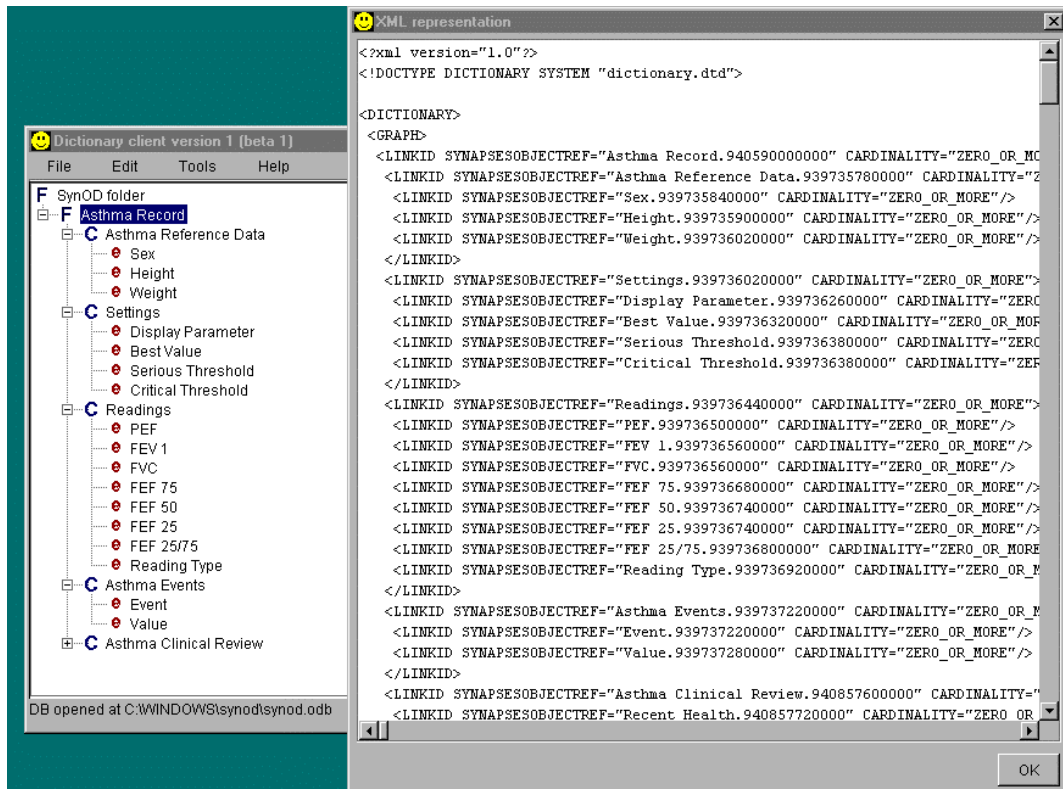 Dictionary client version 1 (beta 1)
File Edit Tools Help
F SynOD folder
F Asthma Record
C Asthma Reference Data
e Sex
e Height
e Weight
C Settings
e Display Parameter
e Best Value
e Serious Threshold
e Critical Threshold
C Readings
e PEF
e FEV 1
e FVC
e FEF 75
e FEF 50
e FEF 25
e FEF 25/75
e Reading Type
C Asthma Events
e Event
e Value
C Asthma Clinical Review
DB opened at C:\WINDOWS\synod\synod.odb
XML representation
<?xml version="1.0"?>
<!DOCTYPE DICTIONARY SYSTEM "dictionary.dtd">
<DICTIONARY>
<GRAPH>
<LINKID SYNAPSESOBJECTREF="Asthma Record.940590000000" CARDINALITY="ZERO_OR_MO
<LINKID SYNAPSESOBJECTREF="Asthma Reference Data.939735780000" CARDINALITY="Z
<LINKID SYNAPSESOBJECTREF="Sex.939735840000" CARDINALITY="ZERO_OR_MORE"/>
<LINKID SYNAPSESOBJECTREF="Height.939735900000" CARDINALITY="ZERO_OR_MORE"/>
<LINKID SYNAPSESOBJECTREF="Weight.939736020000" CARDINALITY="ZERO_OR_MORE"/>
</LINKID>
<LINKID SYNAPSESOBJECTREF="Settings.939736020000" CARDINALITY="ZERO_OR_MORE">
<LINKID SYNAPSESOBJECTREF="Display Parameter.939736260000" CARDINALITY="ZERO
<LINKID SYNAPSESOBJECTREF="Best Value.939736320000" CARDINALITY="ZERO_OR_MOR
<LINKID SYNAPSESOBJECTREF="Serious Threshold.939736380000" CARDINALITY="ZERO
<LINKID SYNAPSESOBJECTREF="Critical Threshold.939736380000" CARDINALITY="ZER
</LINKID>
<LINKID SYNAPSESOBJECTREF="Readings.939736440000" CARDINALITY="ZERO_OR_MORE">
<LINKID SYNAPSESOBJECTREF="PEF.939736500000" CARDINALITY="ZERO_OR_MORE"/>
<LINKID SYNAPSESOBJECTREF="FEV 1.939736560000" CARDINALITY="ZERO_OR_MORE"/>
<LINKID SYNAPSESOBJECTREF="FVC.939736560000" CARDINALITY="ZERO_OR_MORE"/>
<LINKID SYNAPSESOBJECTREF="FEF 75.939736680000" CARDINALITY="ZERO_OR_MORE"/>
<LINKID SYNAPSESOBJECTREF="FEF 50.939736740000" CARDINALITY="ZERO_OR_MORE"/>
<LINKID SYNAPSESOBJECTREF="FEF 25.939736740000" CARDINALITY="ZERO_OR_MORE"/>
<LINKID SYNAPSESOBJECTREF="FEF 25/75.939736800000" CARDINALITY="ZERO_OR_MORE
<LINKID SYNAPSESOBJECTREF="Reading Type.939736920000" CARDINALITY="ZERO_OR_M
</LINKID>
<LINKID SYNAPSESOBJECTREF="Asthma Events.939737220000" CARDINALITY="ZERO_OR_M
<LINKID SYNAPSESOBJECTREF="Event.939737220000" CARDINALITY="ZERO_OR_MORE"/>
<LINKID SYNAPSESOBJECTREF="Value.939737280000" CARDINALITY="ZERO_OR_MORE"/>
</LINKID>
<LINKID SYNAPSESOBJECTREF="Asthma Clinical Review.940857600000" CARDINALITY="
<LINKID SYNAPSESOBJECTREF="Recent Health.940857720000" CARDINALITY="ZERO OR
OK